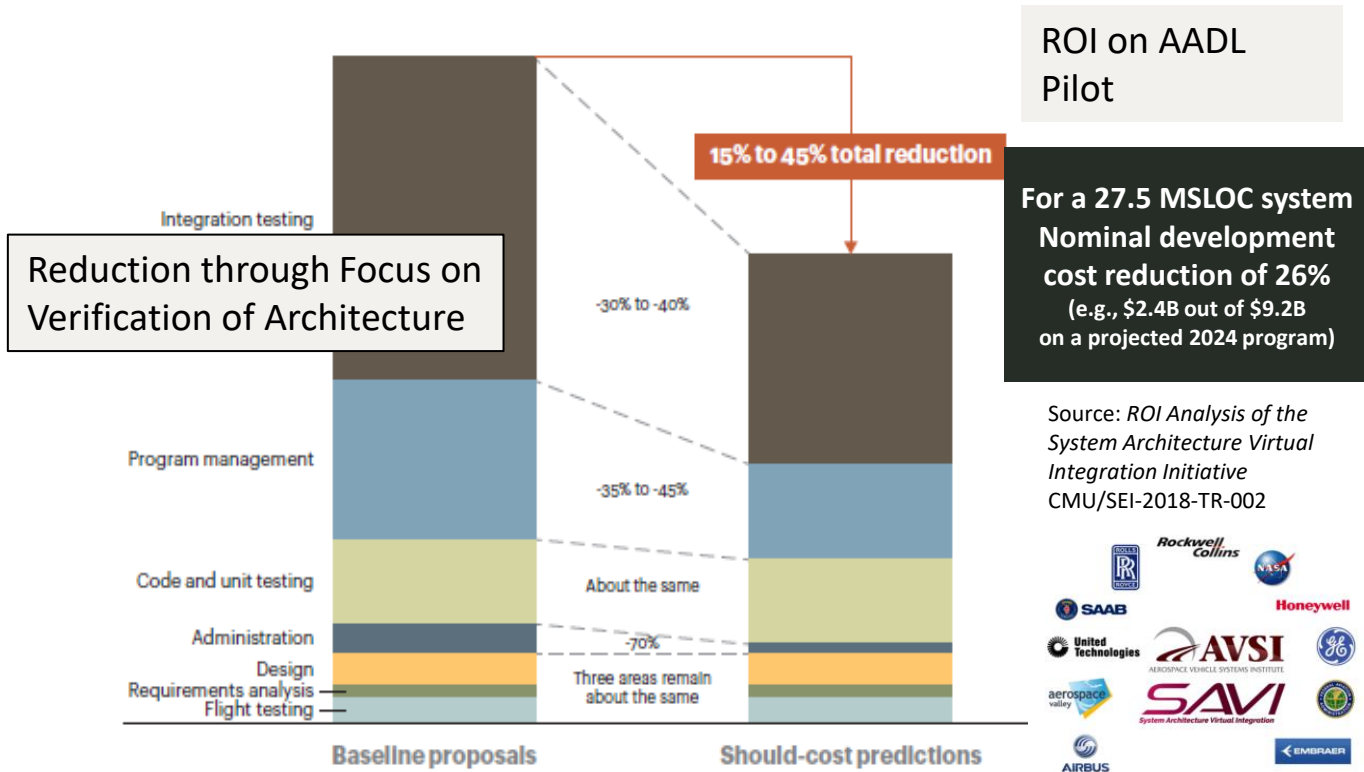 ROI on AADL
Pilot
15% to 45% total reduction
For a 27.5 MSLOC system
Nominal development
cost reduction of 26%
(e.g., $2.4B out of $9.2B
on a projected 2024 program)
Integration testing
Reduction through Focus on
Verification of Architecture
-30% to -40%
Program management
-35% to -45%
Code and unit testing
About the same
Administration
-70%
Design
Three areas remain
about the same
Requirements analysis
Flight testing
Baseline proposals
Should-cost predictions
Source: ROI Analysis of the
System Architecture Virtual
Integration Initiative
CMU/SEI-2018-TR-002
ROLLS
RR
ROYCE
Rockwell
Collins
NASA
SAAB
Honeywell
United
Technologies
AVSI
AEROSPACE VEHICLE SYSTEMS INSTITUTE
GE
aerospace
valley
SAVI
System Architecture Virtual Integration
AIRBUS
EMBRAER